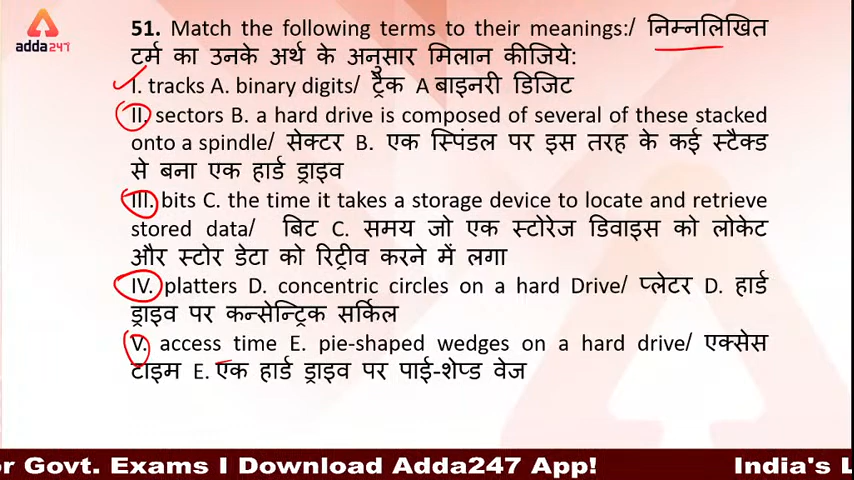 adda247
51. Match the following terms to their meanings:/ निम्नलिखित
टर्म का उनके अर्थ के अनुसार मिलान कीजिये:
I. tracks A. binary digits/ ट्रैक A बाइनरी डिजिट
II. sectors B. a hard drive is composed of several of these stacked
onto a spindle/ सेक्टर B. एक स्पिंडल पर इस तरह के कई स्टैक्ड
से बना एक हार्ड ड्राइव
III. bits C. the time it takes a storage device to locate and retrieve
stored data/ बिट C. समय जो एक स्टोरेज डिवाइस को लोकेट
और स्टोर डेटा को रिट्रीव करने में लगा
IV. platters D. concentric circles on a hard Drive/ प्लेटर D. हार्ड
ड्राइव पर कन्सेन्ट्रिक सर्किल
V. access time E. pie-shaped wedges on a hard drive/ एक्सेस
टाइम E. एक हार्ड ड्राइव पर पाई-शेप्ड वेज
or Govt. Exams I Download Adda247 App! India's L